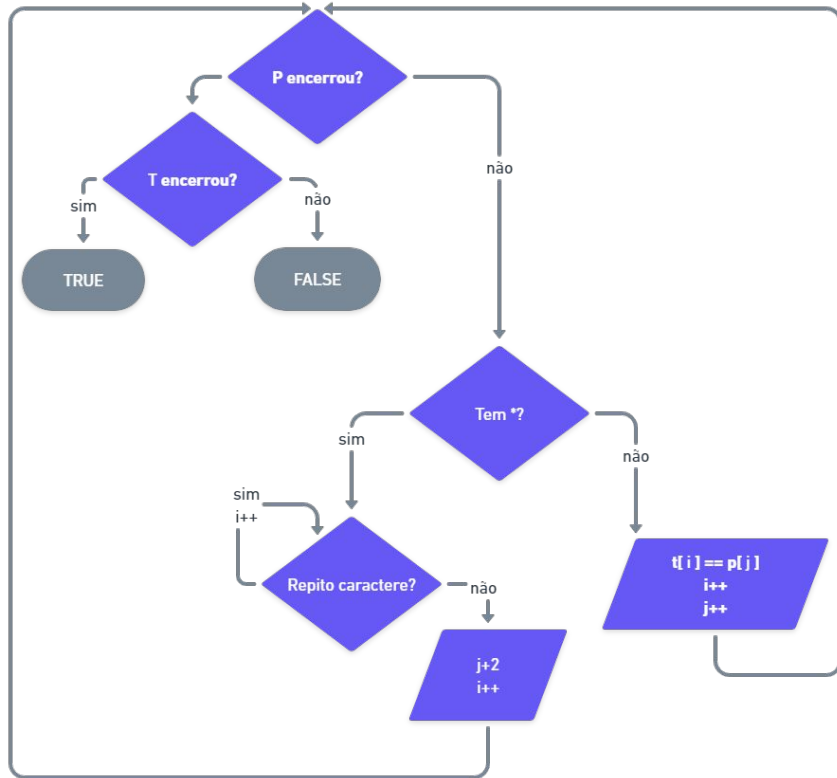 P encerrou?
T encerrou?
sim
não
não
TRUE
FALSE
Tem *?
sim
não
sim
i++
Repito caractere?
não
t[ i ] == p[ j ]
i++
j++
j+2
i++